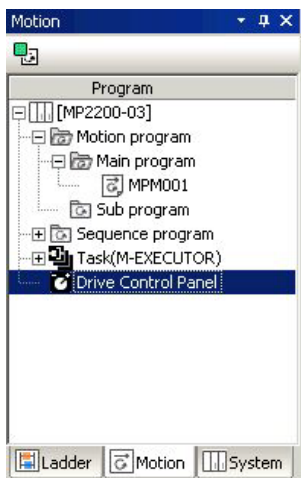 Motion
Program
[MP2200-03]
Motion program
Main program
MPM001
Sub program
Sequence program
Task(M-EXECUTOR)
Drive Control Panel
Ladder Motion System